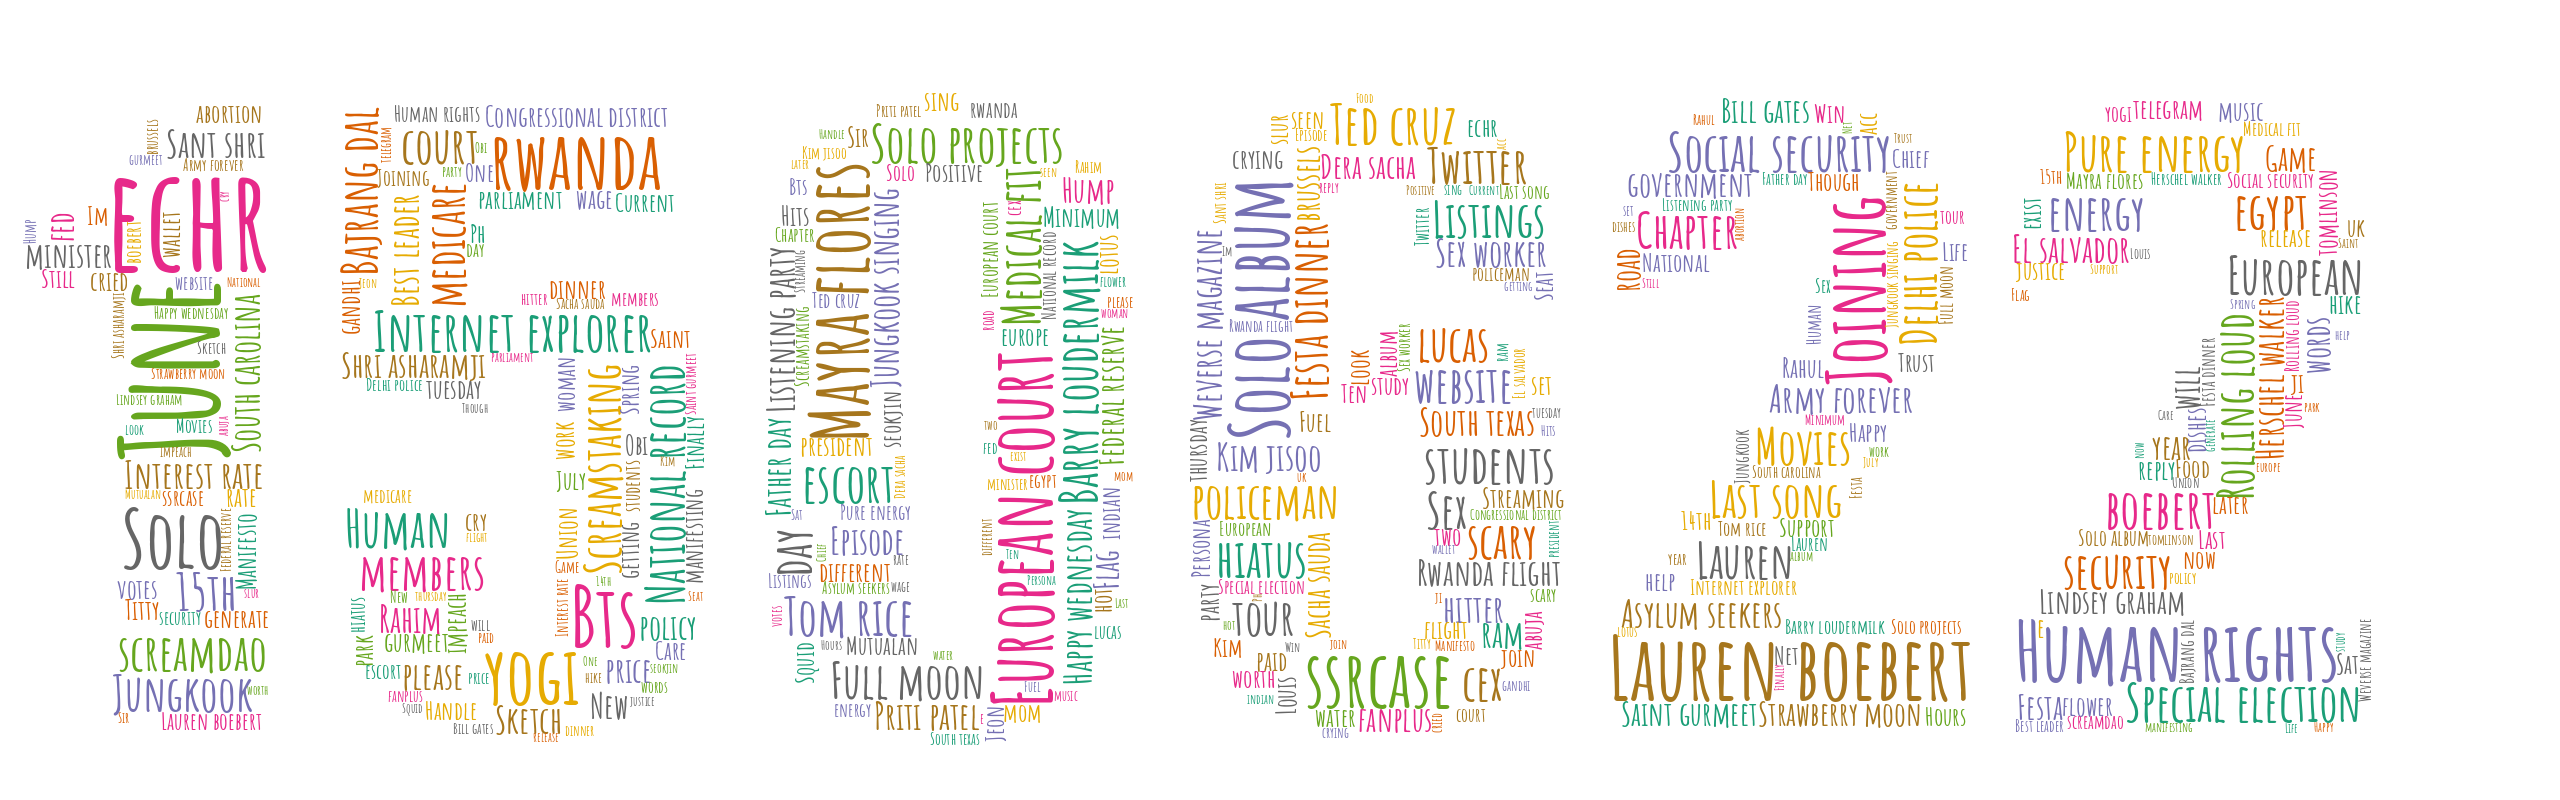 ABORTION
BRUSSELS
SANT SHRI
GURMEET
ARMY FOREVER
ECHR
CRY
HUMP
FED
IM
BOEBERT
WALLET
MINISTER
STILL
CRIED
WEBSITE
NATIONAL
JUNE
HAPPY WEDNESDAY
SHRI ASHARAMJI
SKETCH
SOUTH CAROLINA
STRAWBERRY MOON
LINDSEY GRAHAM
LOOK
MOVIES
ABUJA
IMPEACH
INTEREST RATE
MUTUALAN
SSRCASE
RATE
SOLO
FEDERAL RESERVE
MANIFESTO
VOTES
15TH
SLUR
TITTY
SECURITY
GENERATE
SCREAMDAO
JUNGKOOK
WORTH
SIR
LAUREN BOEBERT
BAJRANG DAL
HUMAN RIGHTS
CONGRESSIONAL DISTRICT
TELEGRAM
COURT
OBI
RWANDA
JOINING
PARTY
ONE
PARLIAMENT
WAGE
CURRENT
BEST LEADER
MEDICARE
PH
DAY
GANDHI
JEON
HITTER
DINNER
SACHA SAUDA
MEMBERS
INTERNET EXPLORER
SAINT
SHRI ASHARAMJI
PARLIAMENT
DELHI POLICE
TUESDAY
THOUGH
WOMAN
SCREAMSTAKING
SPRING
NATIONAL RECORD
SAINT GURMEET
WORK
OBI
KIM
FINALLY
JULY
STUDENTS
MEDICARE
HUMAN
CRY
FLIGHT
UNION
GETTING
MANIFESTING
GAME
14TH
MEMBERS
NEW
THURSDAY
HIATUS
RAHIM
IMPEACH
WILL
PAID
INTEREST RATE
BTS
SEAT
POLICY
PARK
GURMEET
CARE
ESCORT
PLEASE
PRICE
YOGI
ONE
HIKE
PRICE
SEOKJIN
WORDS
FANPLUS
SQUID
HANDLE
SKETCH
NEW
JUSTICE
BILL GATES
RELEASE
DINNER
PRITI PATEL
SING
RWANDA
HANDLE
SIR
SOLO PROJECTS
KIM JISOO
LATER
SOLO
POSITIVE
SEEN
RAHIM
BTS
MAYRA FLORES
JUNGKOOK SINGING
MEDICAL FIT
CEX
HUMP
MINIMUM
HITS
CHAPTER
EUROPEAN COURT
NATIONAL RECORD
LOTUS
LISTENING PARTY
STREAMING
TED CRUZ
FLOWER
SCREAMSTAKING
ROAD
EUROPE
PLEASE
WOMAN
BARRY LOUDERMILK
FEDERAL RESERVE
SEOKJIN
TWO
PRESIDENT
FED
EXIST
FATHER DAY
ESCORT
DERA SACHA
MINISTER
EGYPT
MOM
SAT
PURE ENERGY
EUROPEAN COURT
INDIAN
DAY
CHIEF
EPISODE
RATE
DIFFERENT
TEN
LISTINGS
DIFFERENT
PERSONA
FLAG
ASYLUM SEEKERS
WAGE
HOT
LAST
VOTES
TOM RICE
HAPPY WEDNESDAY
LUCAS
HOURS
MUTUALAN
SQUID
WATER
FULL MOON
FUEL
MUSIC
ENERGY
PRITI PATEL
JEON
MOM
SOUTH TEXAS
FOOD
SLUR
SEEN
EPISODE
TED CRUZ
ECHR
ACC
CRYING
BRUSSELS
DERA SACHA
TWITTER
REPLY
POSITIVE
SING
CURRENT
LAST SONG
SANT SHRI
SOLO ALBUM
TWITTER
LISTINGS
FESTA DINNER
WEVERSE MAGAZINE
IM
SEX WORKER
POLICEMAN
GETTING
SEAT
RWANDA FLIGHT
LOOK
ALBUM
SEX WORKER
LUCAS
RAM
EL SALVADOR
TEN
STUDY
WEBSITE
SET
FUEL
SOUTH TEXAS
TUESDAY
HITS
THURSDAY
KIM JISOO
UK
STUDENTS
POLICEMAN
SEX
STREAMING
CONGRESSIONAL DISTRICT
PERSONA
EUROPEAN
TWO
WALLET
SCARY
PRESIDENT
HIATUS
SACHA SAUDA
SPECIAL ELECTION
RWANDA FLIGHT
PARTY
PH
JI
HITTER
SCARY
HOT
TOUR
FLIGHT
RAM
ABUJA
KIM
WIN
JOIN
TITTY
MANIFESTO
PAID
JOIN
WORTH
SSRCASE
CEX
GANDHI
INDIAN
LOUIS
WATER
FANPLUS
CRIED
COURT
CRYING
RAHUL
BILL GATES
WIN
NET
ACC
TRUST
SOCIAL SECURITY
CHIEF
GOVERNMENT
FATHER DAY
THOUGH
GOVERNMENT
SET
LISTENING PARTY
JOINING
DELHI POLICE
TOUR
DISHES
CHAPTER
ABORTION
ROAD
NATIONAL
STILL
SEX
JUNGKOOK SINGING
FULL MOON
LIFE
HUMAN
RAHUL
TRUST
ARMY FOREVER
MINIMUM
JUNGKOOK
MOVIES
HAPPY
WORK
SOUTH CAROLINA
JULY
LAST SONG
FESTA
14TH
TOM RICE
SUPPORT
YEAR
LAUREN
LAUREN
ALBUM
HELP
INTERNET EXPLORER
ASYLUM SEEKERS
LOTUS
BARRY LOUDERMILK
SOLO PROJECTS
LAUREN BOEBERT
NET
FINALLY
SAINT GURMEET
STRAWBERRY MOON
HOURS
YOGI
TELEGRAM
MUSIC
MEDICAL FIT
PURE ENERGY
GAME
15TH
MAYRA FLORES
HERSCHEL WALKER
SOCIAL SECURITY
TOMLINSON
EXIST
ENERGY
EGYPT
UK
EL SALVADOR
LOUIS
RELEASE
SAINT
JUSTICE
SUPPORT
EUROPEAN
FLAG
SPRING
HIKE
ROLLING LOUD
HERSCHEL WALKER
ROLLING LOUD
WORDS
HELP
FESTA DINNER
WILL
JI
CARE
DISHES
JUNE
PARK
NOW
YEAR
GENERATE
REPLY
FOOD
UNION
EUROPE
BOEBERT
LATER
SOLO ALBUM
TOMLINSON
LAST
SECURITY
POLICY
NOW
LINDSEY GRAHAM
E
HUMAN RIGHTS
BAJRANG DAL
STUDY
SAT
WEVERSE MAGAZINE
FESTA
FLOWER
SPECIAL ELECTION
BEST LEADER
SCREAMDAO
MANIFESTING
LIFE
HAPPY